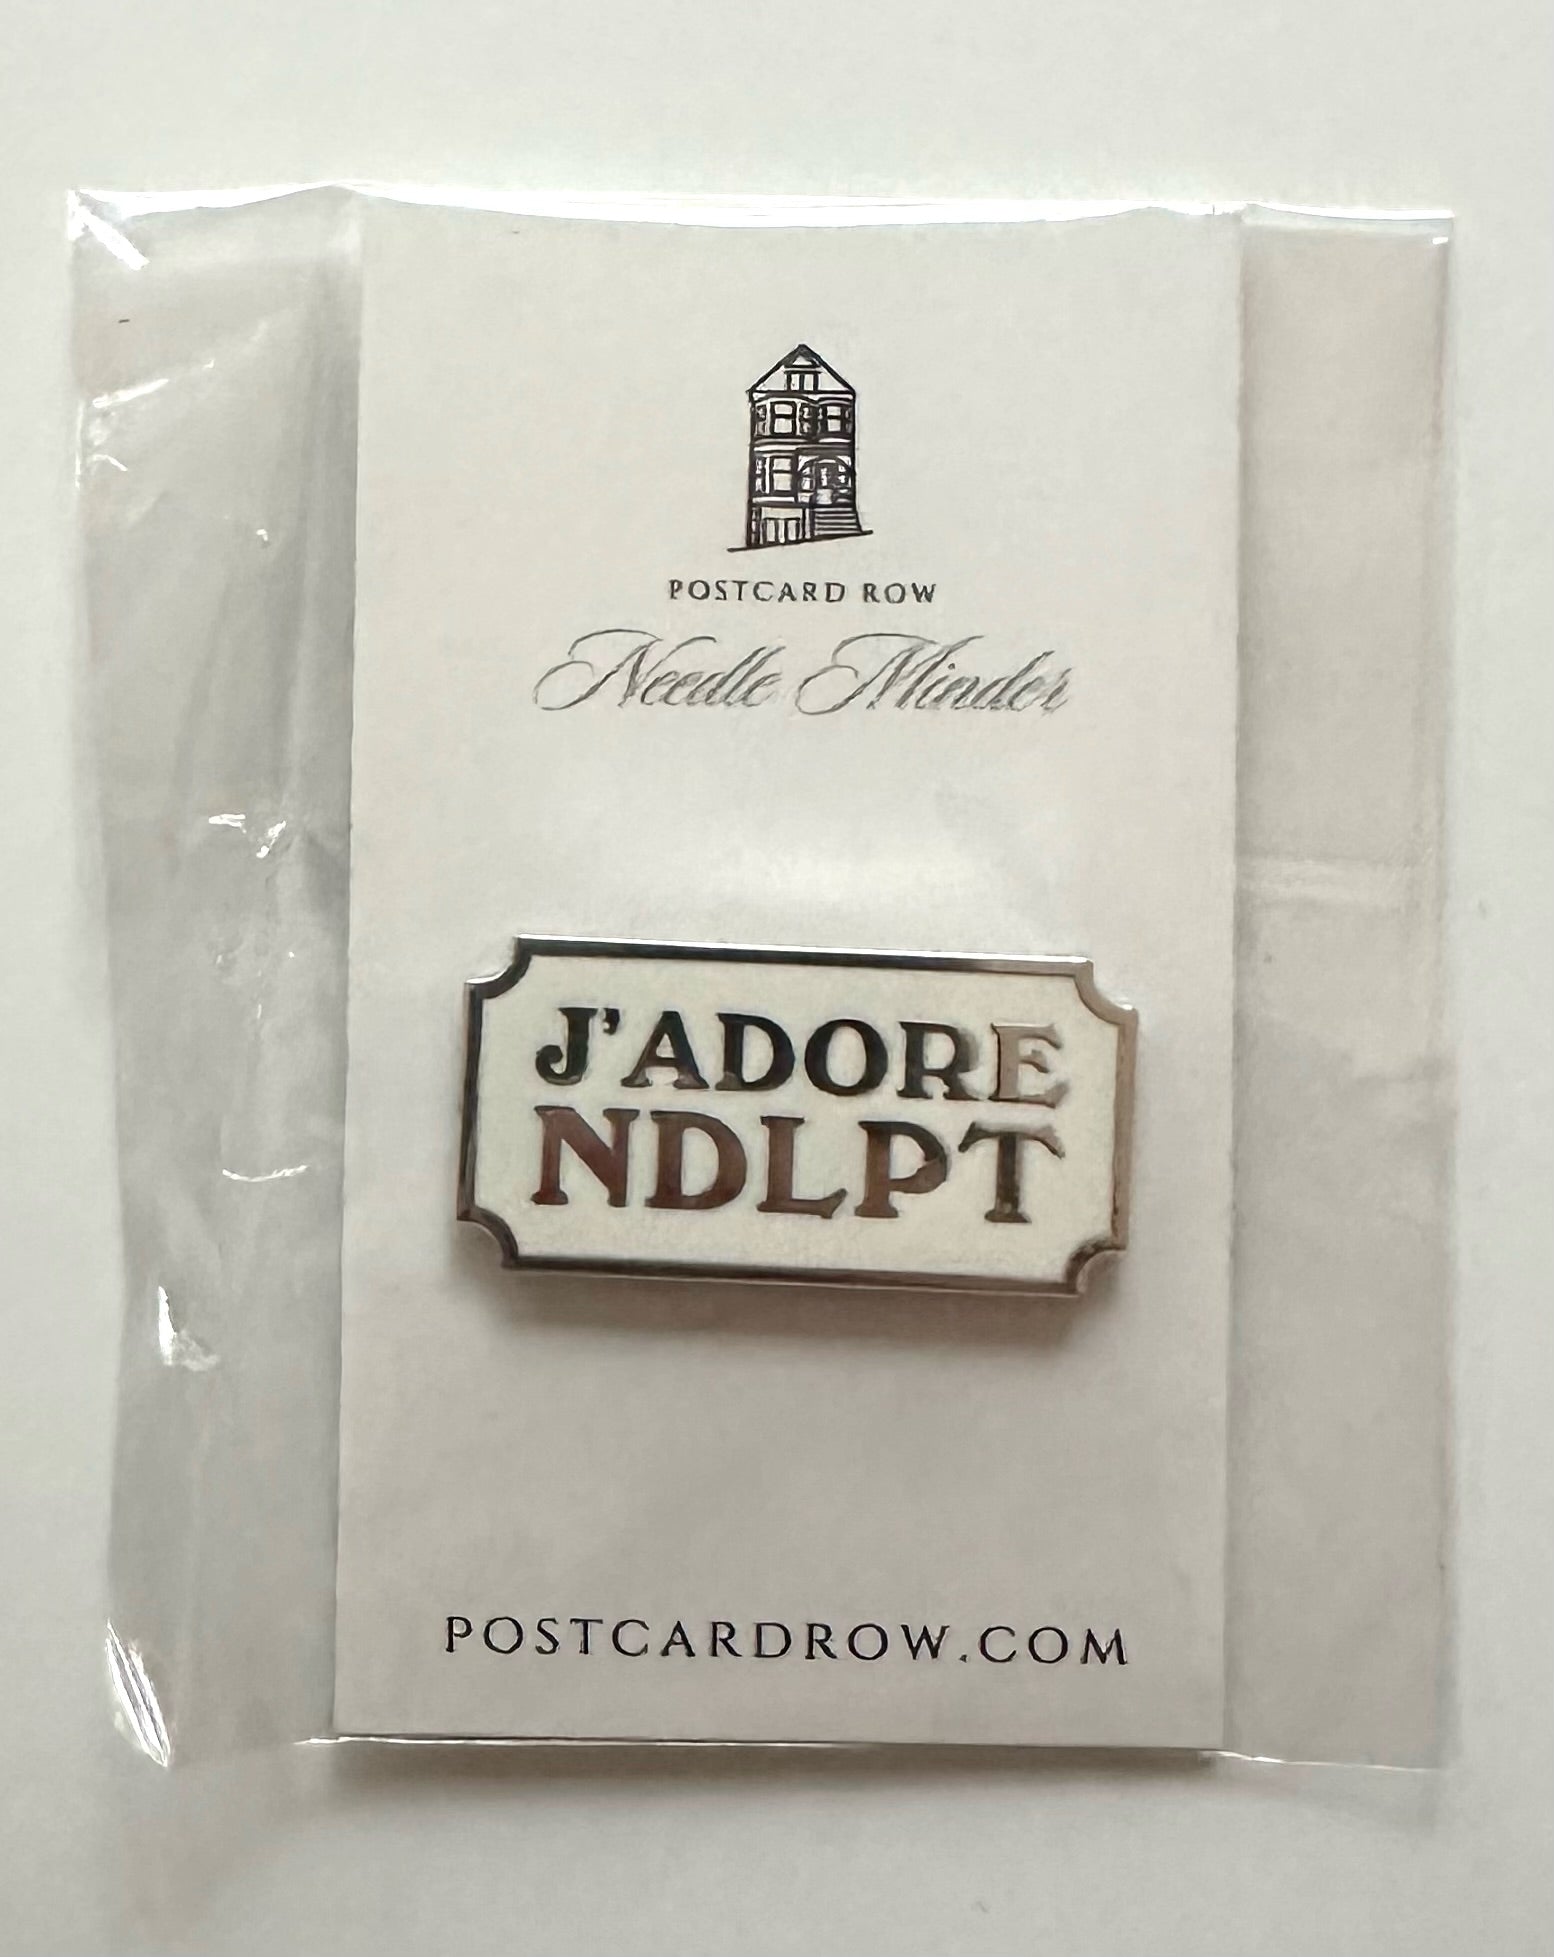 POSTCARD ROW
Needle Minder
J'ADORE
NDLPT
POSTCARDROW.COM